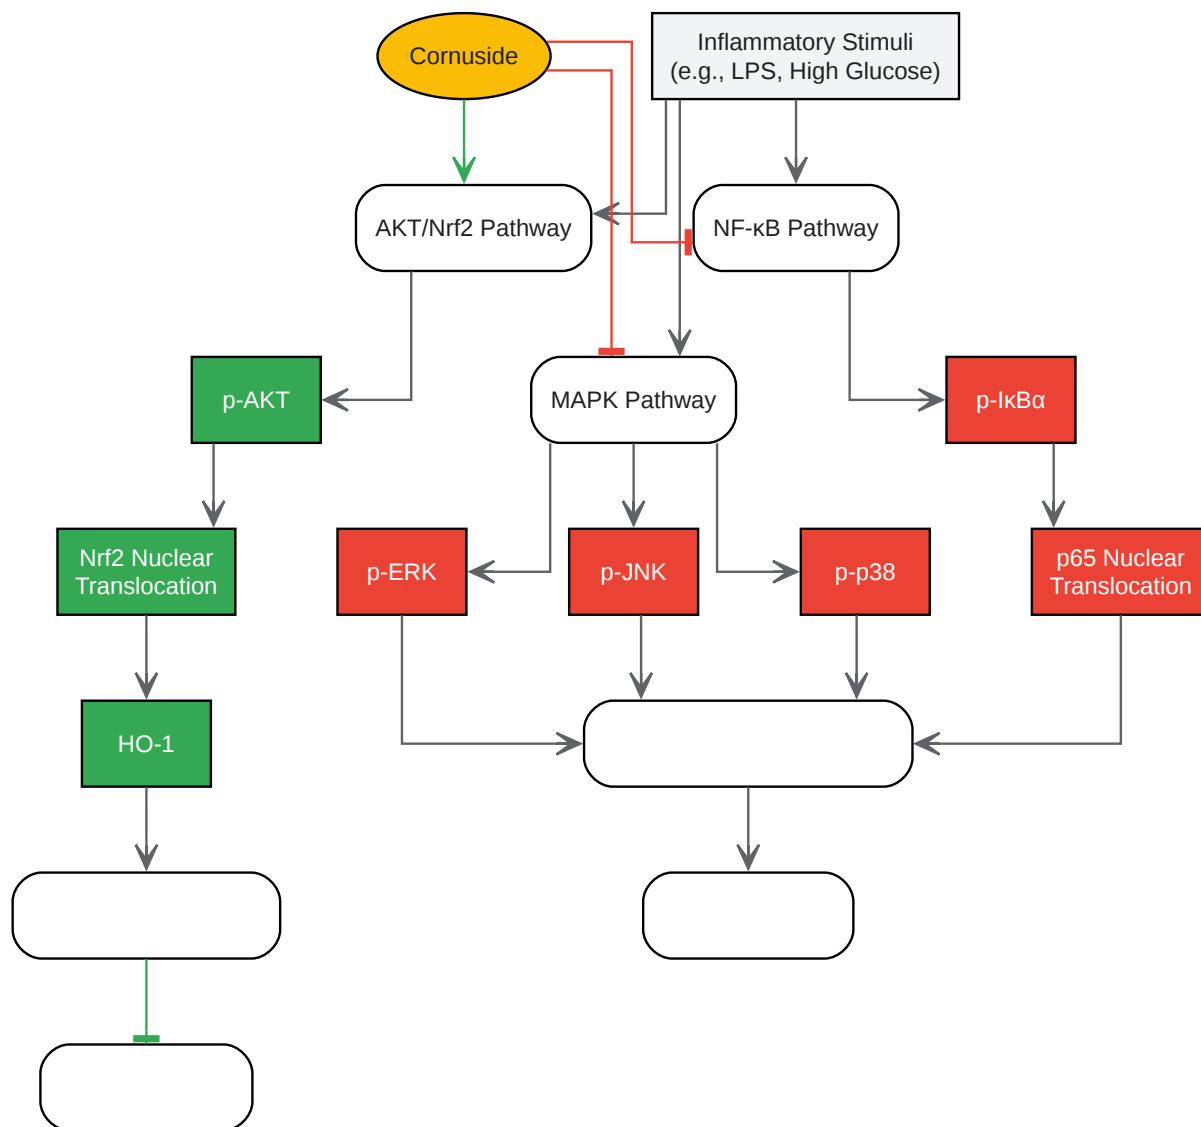 Cornuside
Inflammatory Stimuli
(e.g., LPS, High Glucose)
AKT/Nrf2 Pathway
NF-κB Pathway
p-AKT
MAPK Pathway
p-IκBα
Nrf2 Nuclear
Translocation
p-ERK
p-JNK
p-p38
p65 Nuclear
Translocation
HO-1